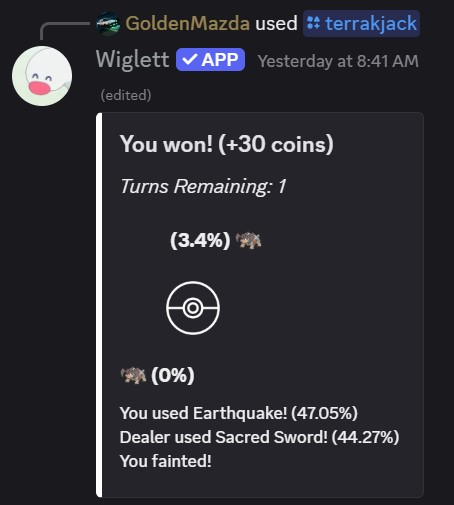 GoldenMazda used terrakjack
Wiglett ✓ APP Yesterday at 8:41 AM
(edited)
You won! (+30 coins)
Turns Remaining: 1
(3.4%)
(0%)
You used Earthquake! (47.05%)
Dealer used Sacred Sword! (44.27%)
You fainted!